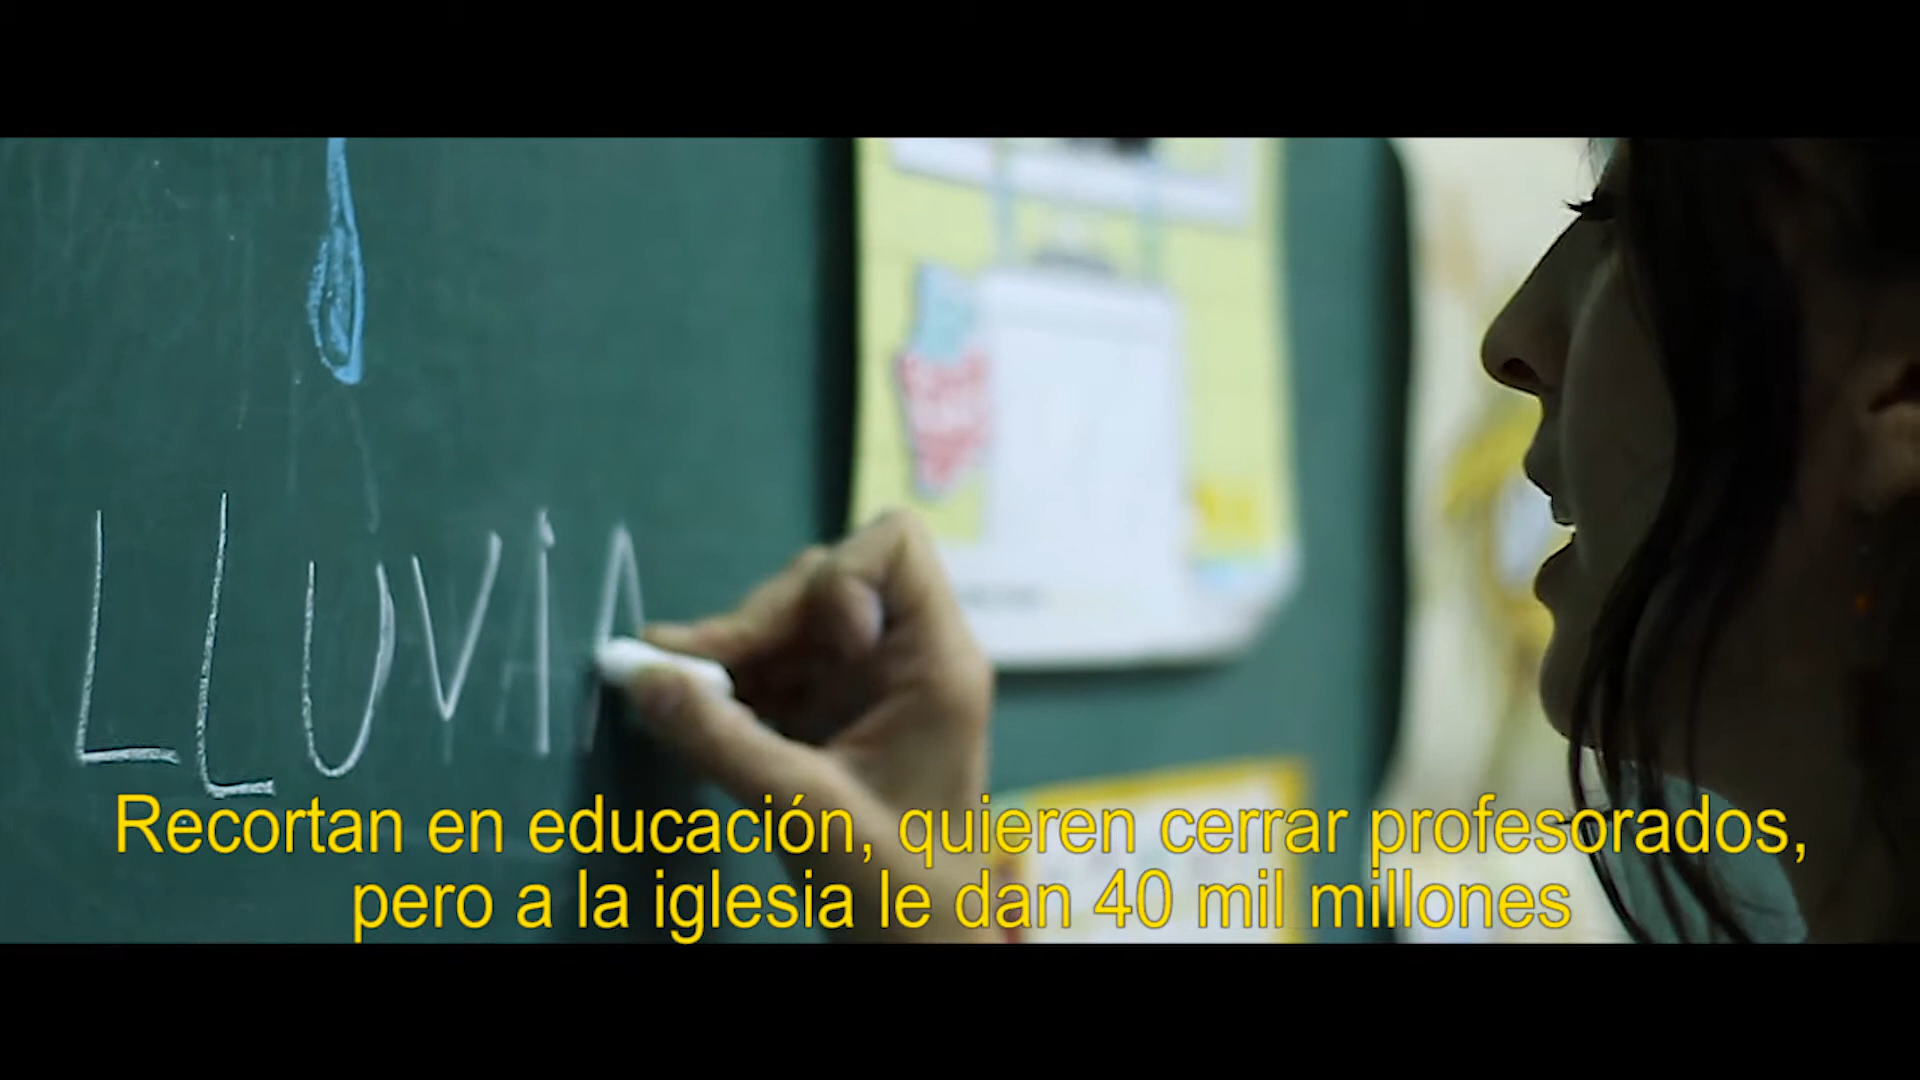 LLUViA
Recortan en educación, quieren cerrar profesorados,
pero a la iglesia le dan 40 mil millones